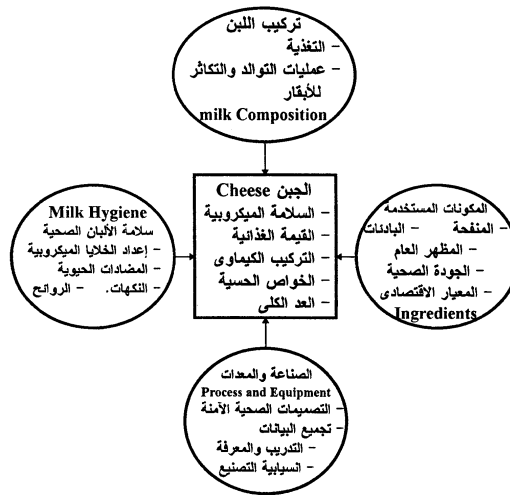 تركيب اللبن
- التغذية
- عمليات التوالد والتكاثر
للأبقار
milk Composition
الجبن Cheese
- السلامة الميكروبية
- القيمة الغذائية
- التركيب الكيماوى
- الخواص الحسية
- العد الكلى
المكونات المستخدمة
- المنفحة - البادئات
- المظهر العام
- الجودة الصحية
- المعيار الاقتصادى
Ingredients
Milk Hygiene
سلامة الألبان الصحية
- إعداد الخلايا الميكروبية
- المضادات الحيوية
- النكهات. - الروائح
الصناعة والمعدات
Process and Equipment
- التصميمات الصحية الآمنة
- تجميع البيانات
- التدريب والمعرفة
- انسيابية التصنيع